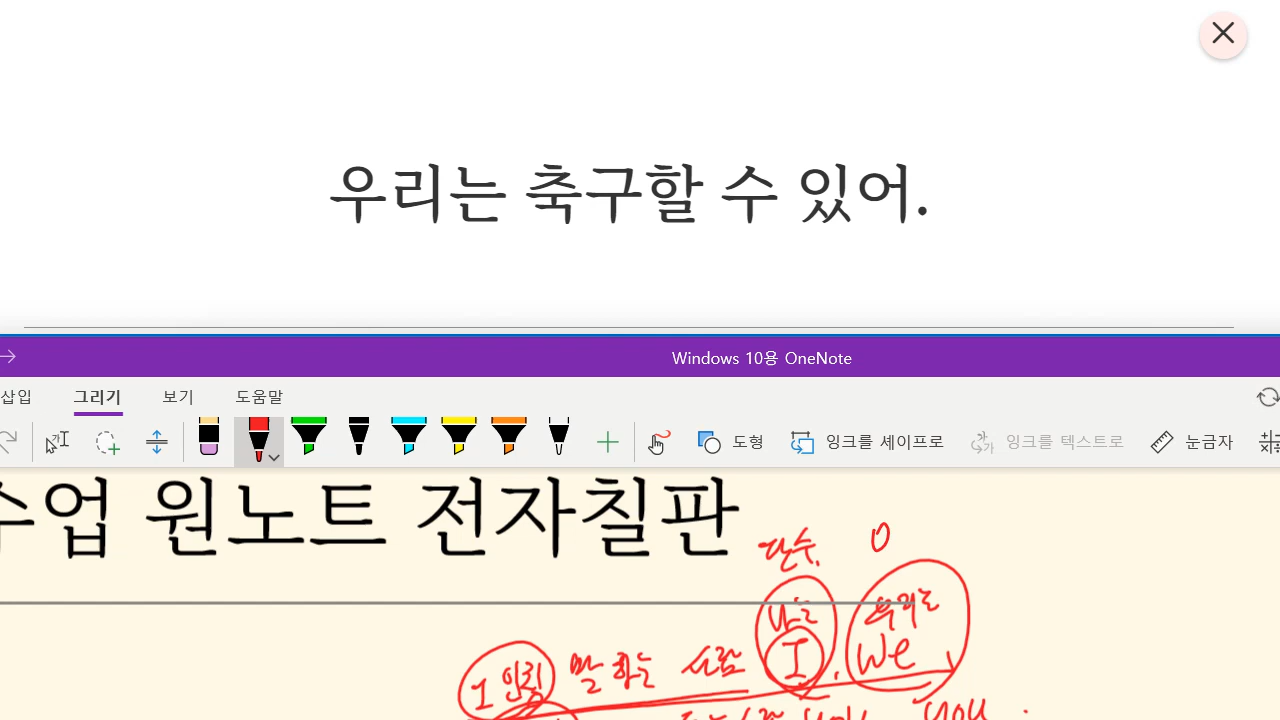 우리는 축구할 수 있어.
Windows 10용 OneNote
삽입 그리기 보기 도움말
도형 잉크를 셰이프로 잉크를 텍스트로 눈금자
수업 원노트 전자칠판
단수.
나는 우리는
1인칭 말하는 사람 I. We
you .